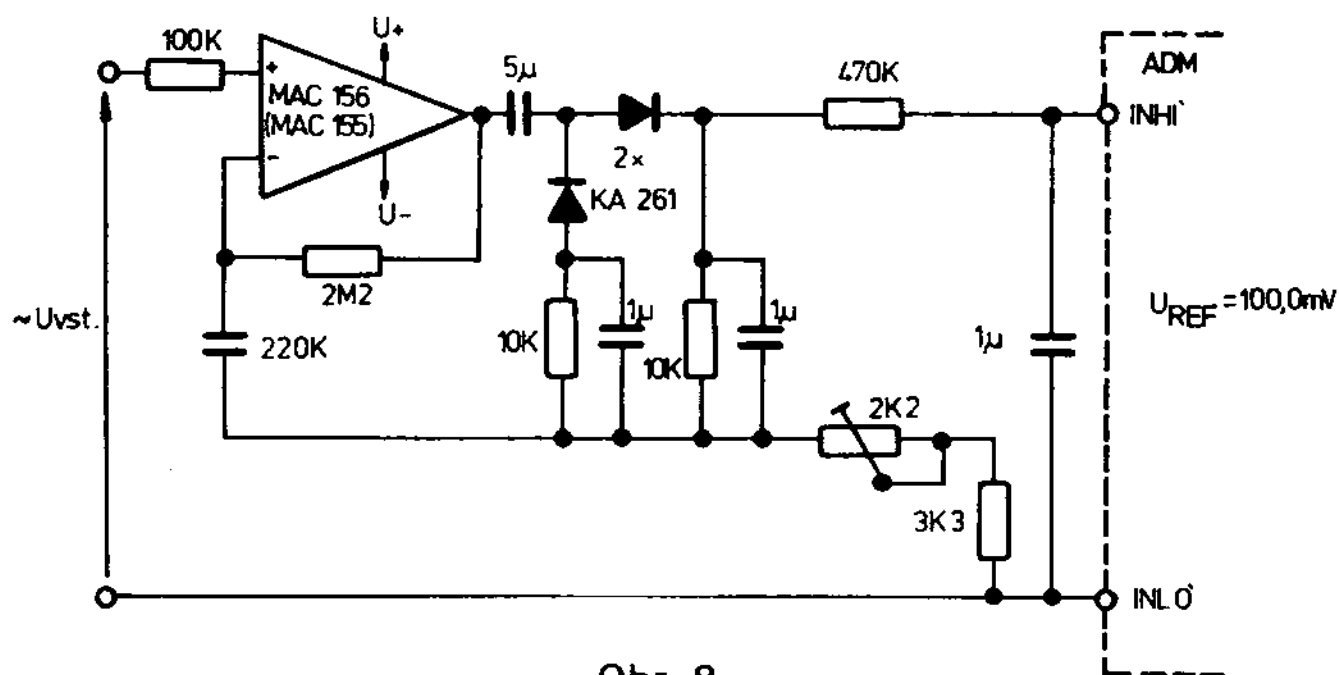 100K
+
MAC 156
(MAC 155)
-
U+
U-
5µ
2×
KA 261
470K
ADM
INHI`
2M2
~Uvst.
220K
10K
1µ
10K
1µ
1µ
U_REF=100,0mV
2K2
3K3
INLO`